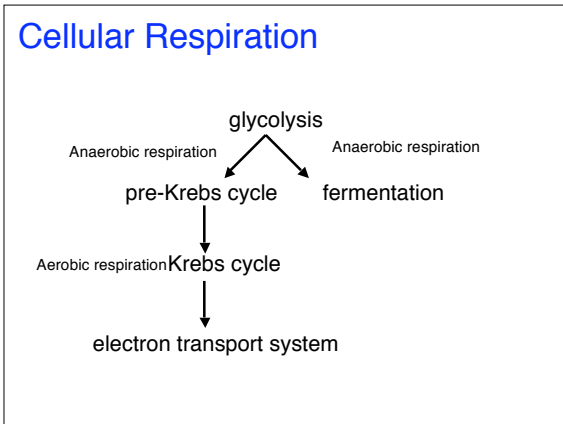 Cellular Respiration
glycolysis
Anaerobic respiration
Anaerobic respiration
pre-Krebs cycle
fermentation
Aerobic respiration
Krebs cycle
electron transport system